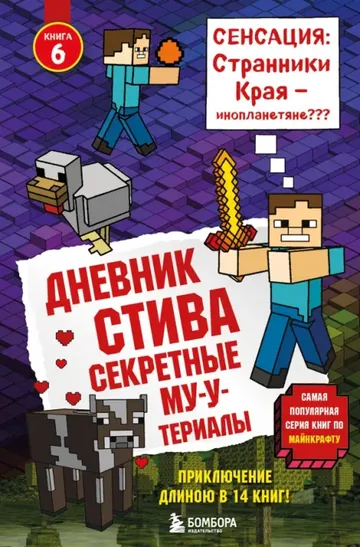 КНИГА
6
СЕНСАЦИЯ:
Странники
Края –
инопланетяне???
ДНЕВНИК
СТИВА
СЕКРЕТНЫЕ
МУ-У-
ТЕРИАЛЫ
САМАЯ
ПОПУЛЯРНАЯ
СЕРИЯ КНИГ ПО
МАЙНКРАФТУ
ПРИКЛЮЧЕНИЕ
ДЛИНОЮ В 14 КНИГ!
БОМБОРА
ИЗДАТЕЛЬСТВО